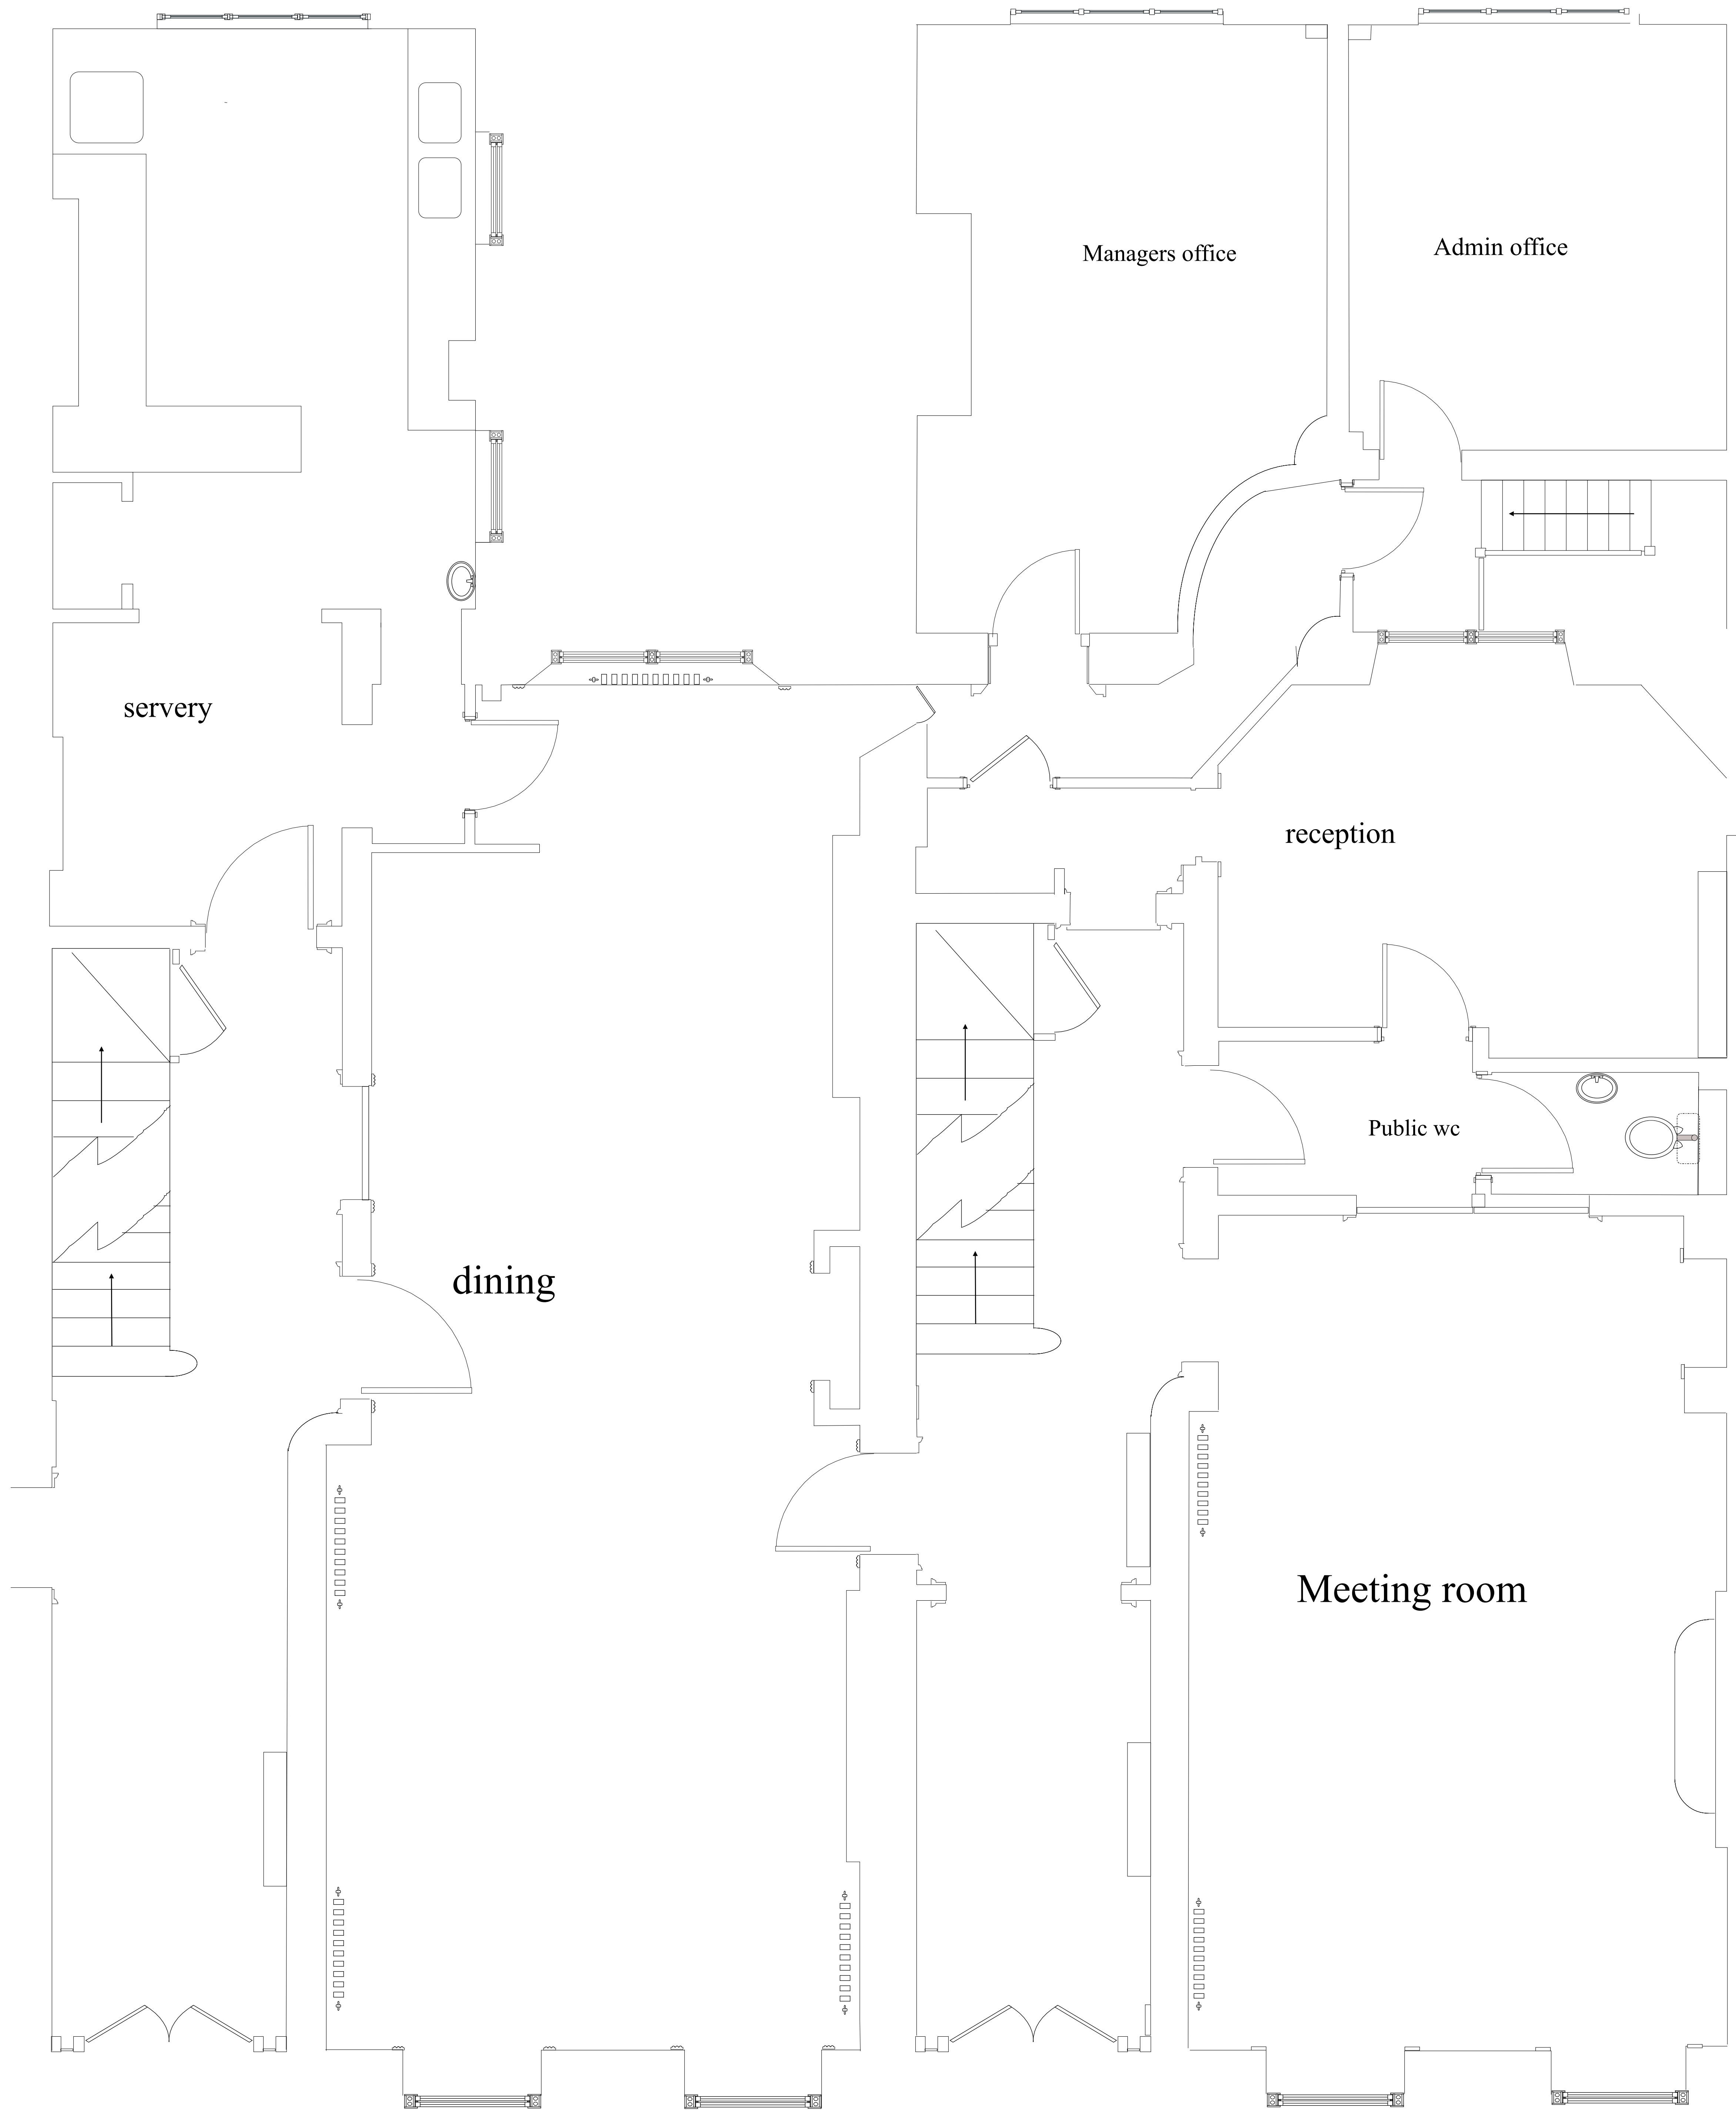 Managers office
Admin office
servery
reception
Public wc
dining
Meeting room